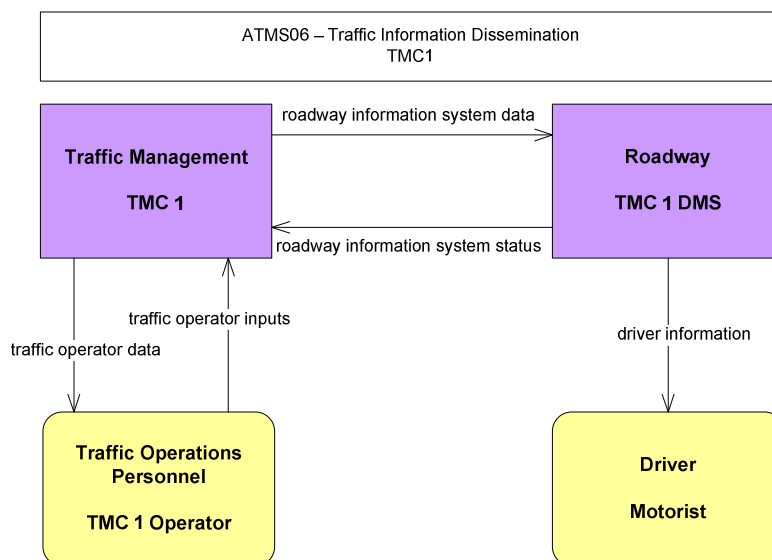 ATMS06 – Traffic Information Dissemination
TMC1
Traffic Management
TMC 1
roadway information system data
Roadway
TMC 1 DMS
roadway information system status
traffic operator inputs
traffic operator data
driver information
Traffic Operations
Personnel
TMC 1 Operator
Driver
Motorist